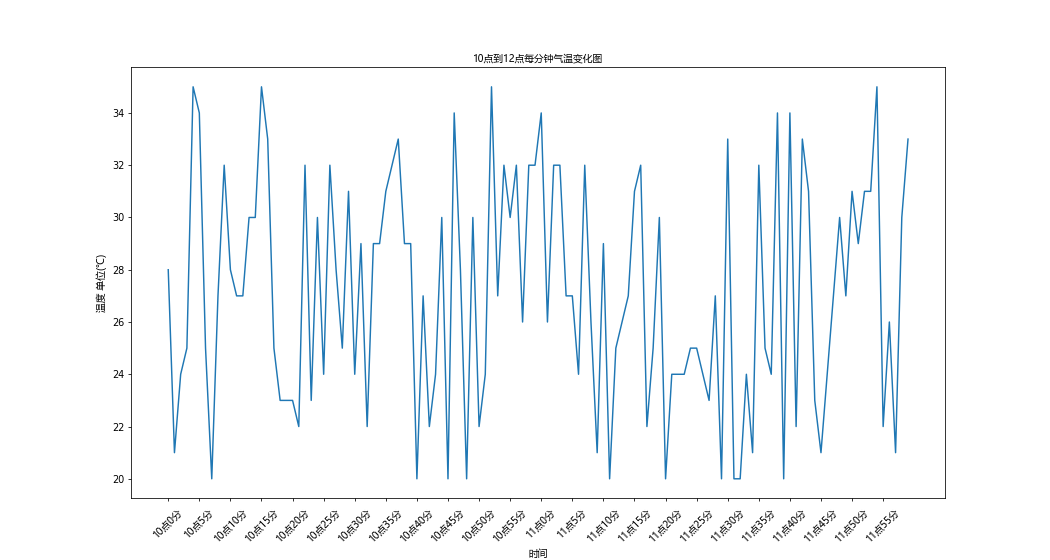 10点到12点每分钟气温变化图
温度 单位(℃)
34
32
30
28
26
24
22
20
10点0分
10点5分
10点10分
10点15分
10点20分
10点25分
10点30分
10点35分
10点40分
10点45分
10点50分
10点55分
11点0分
11点5分
11点10分
11点15分
11点20分
11点25分
11点30分
11点35分
11点40分
11点45分
11点50分
11点55分
时间